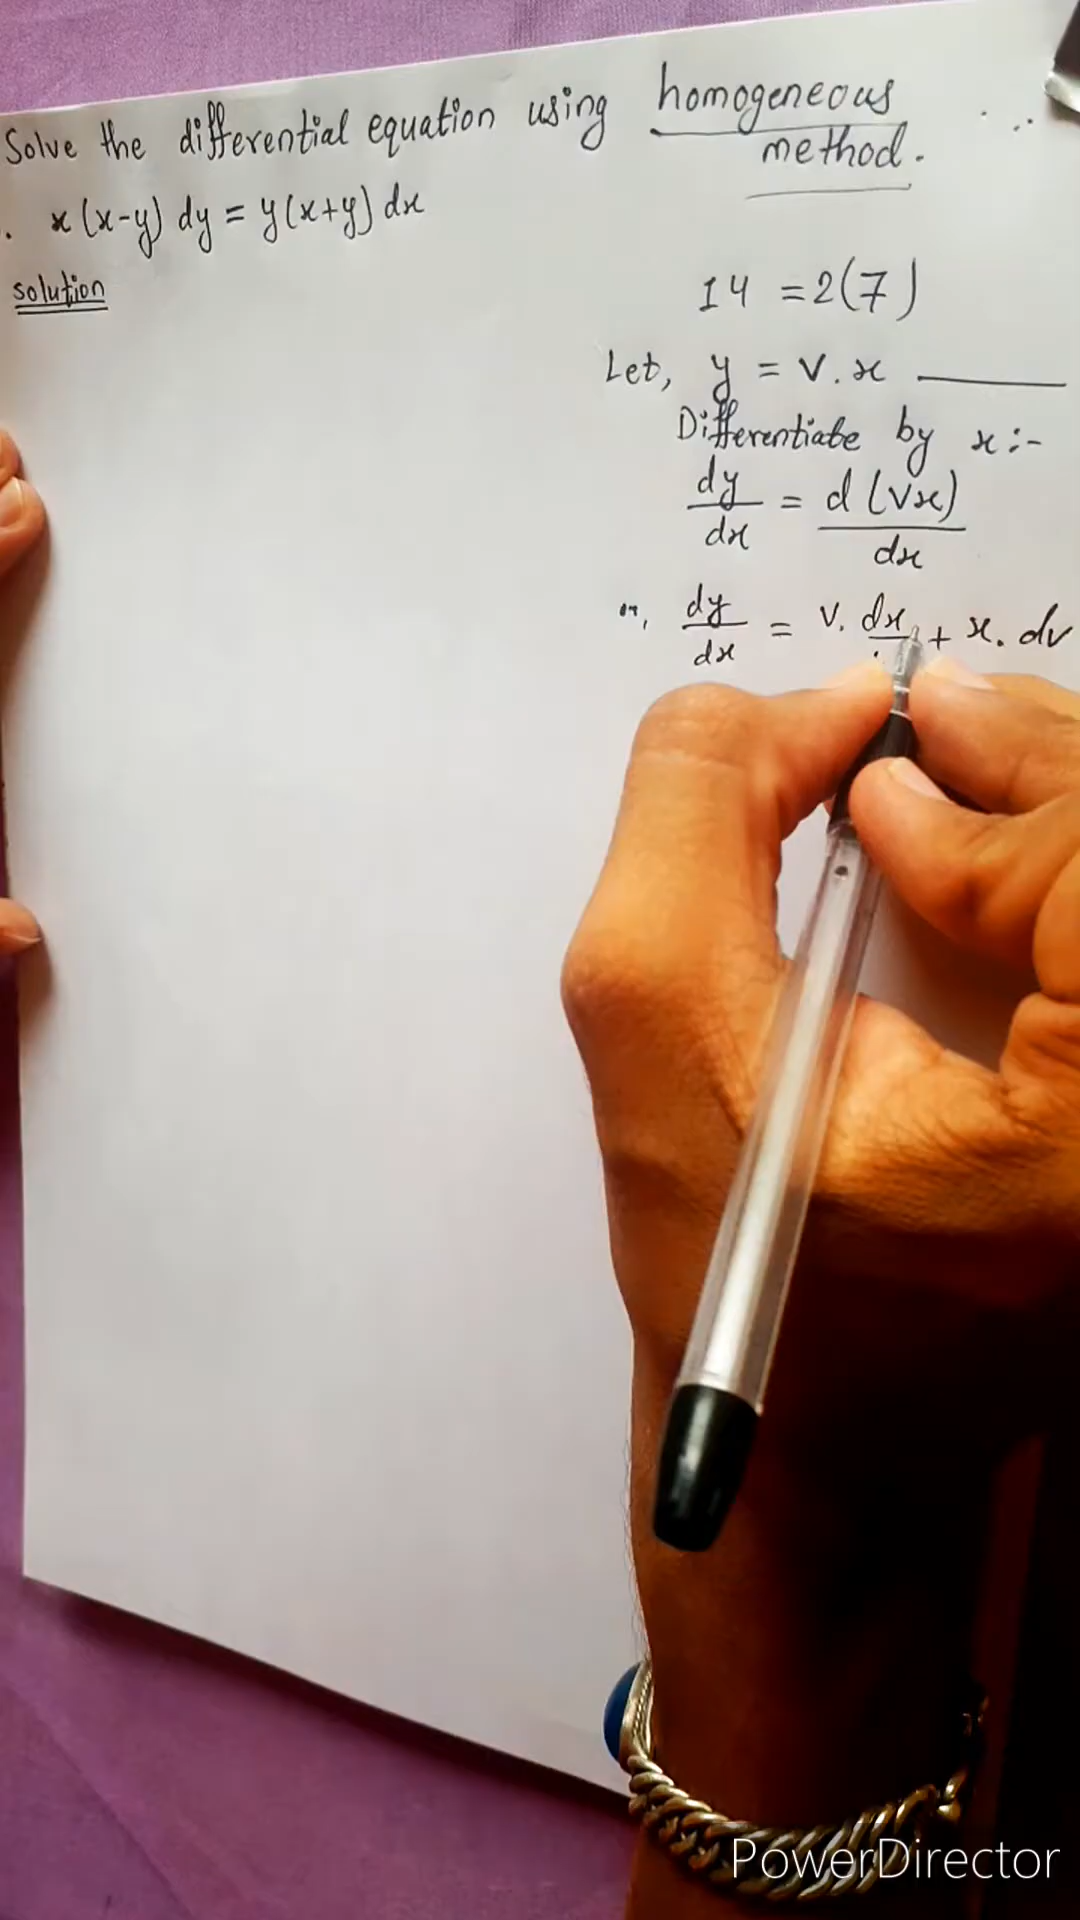 Solve the differential equation using homogeneous
method.
. x(x-y) dy = y(x+y) dx
solution
14 = 2(7)
Let, y = v.x
Differentiate by x:-
dy/dx = d(vx)/dx
or, dy/dx = v. dx + x. dv
PowerDirector